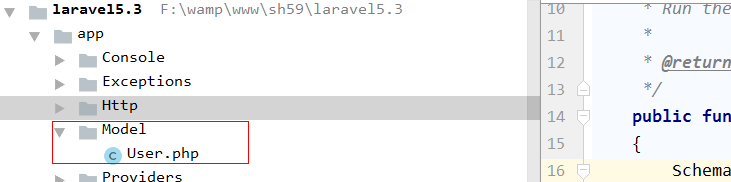 laravel5.3 F:\wamp\www\sh59\laravel5.3
app
Console
Exceptions
Http
Model
User.php
Providers
10 * Run the
11 *
12 * @return
13 */
14 public fun
15 {
16 Schema